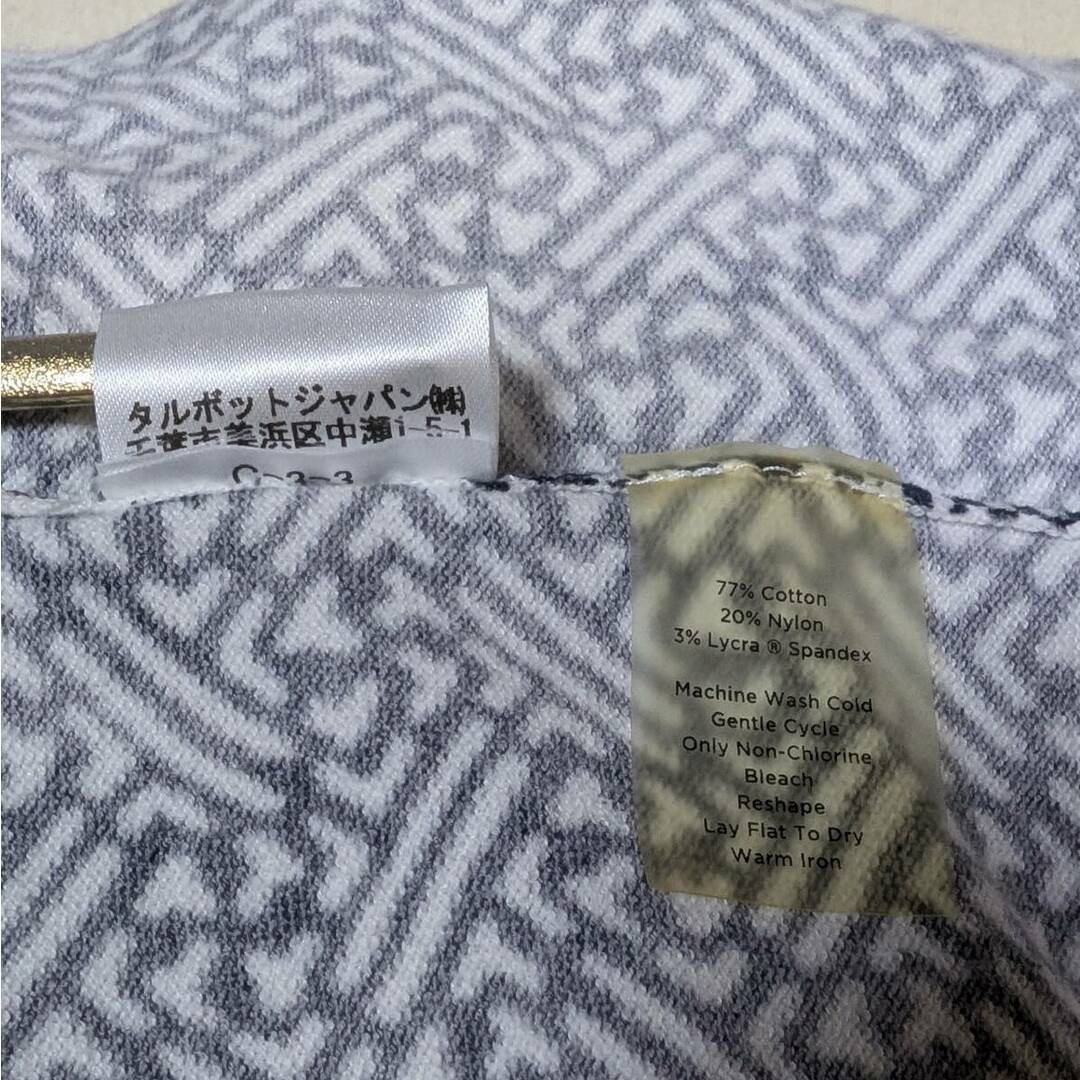 タルボットジャパン㈱
千葉市美浜区中瀬1-5-1
C-3-3
77% Cotton
20% Nylon
3% Lycra ® Spandex
Machine Wash Cold
Gentle Cycle
Only Non-Chlorine
Bleach
Reshape
Lay Flat To Dry
Warm Iron